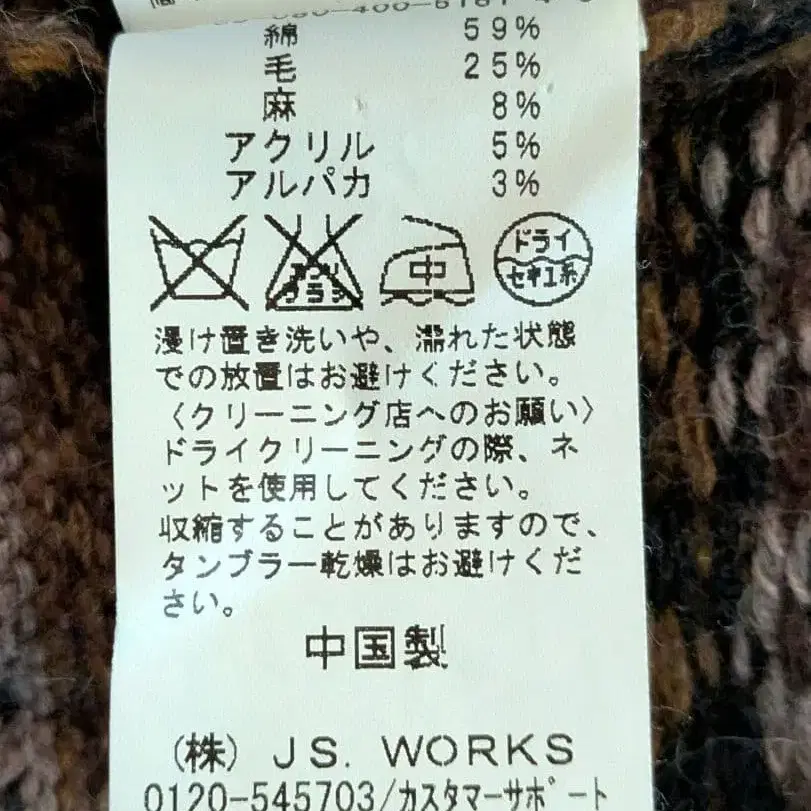 綿 59%
毛 25%
麻 8%
アクリル 5%
アルパカ 3%
中
ドライ
セキユ系
浸け置き洗いや、濡れた状態
での放置はお避けください。
〈クリーニング店へのお願い〉
ドライクリーニングの際、ネ
ットを使用してください。
収縮することがありますので、
タンブラー乾燥はお避けくだ
さい。
中国製
(株) JS. WORKS
0120-545703/カスタマーサポート